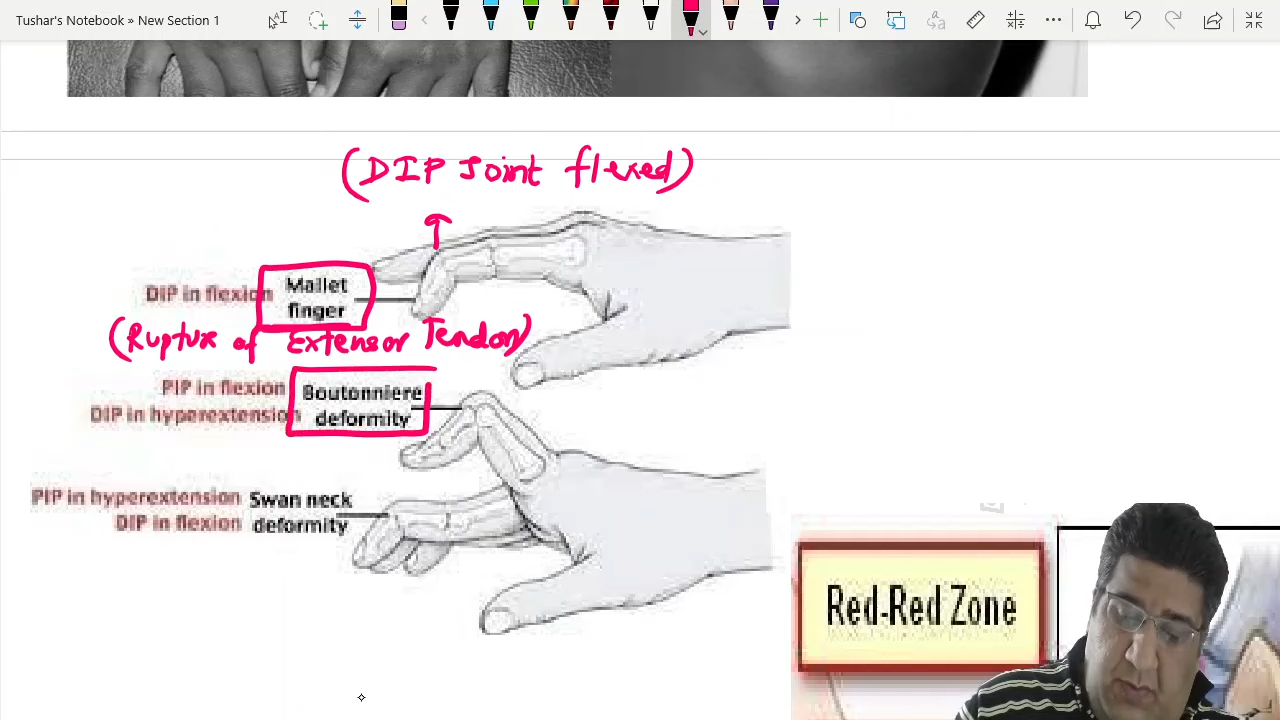 Tushar's Notebook » New Section 1
(DIP Joint flexed)
DIP in flexion
Mallet
finger
(Rupture of Extensor Tendon)
PIP in flexion
DIP in hyperextension
Boutonniere
deformity
PIP in hyperextension
DIP in flexion
Swan neck
deformity
Red-Red Zone